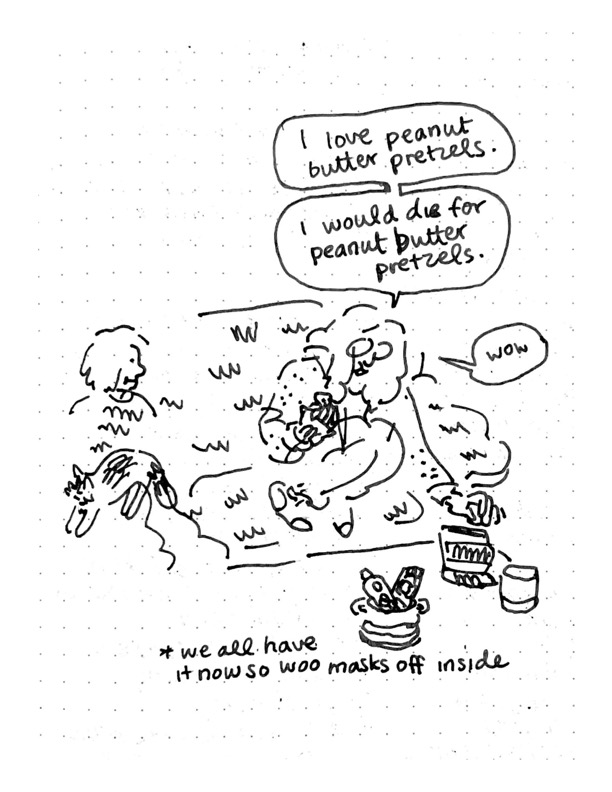 I love peanut
butter pretzels.
I would die for
peanut butter
pretzels.
wow
* we all have
it now so woo masks off inside